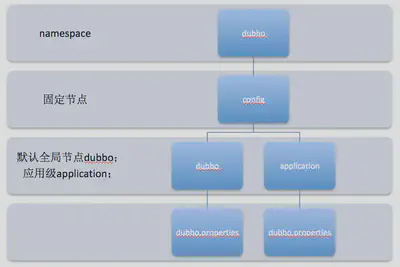 namespace
dubbo
固定节点
config
默认全局节点dubbo；
应用级application；
dubbo
application
dubbo.properties
dubbo.properties